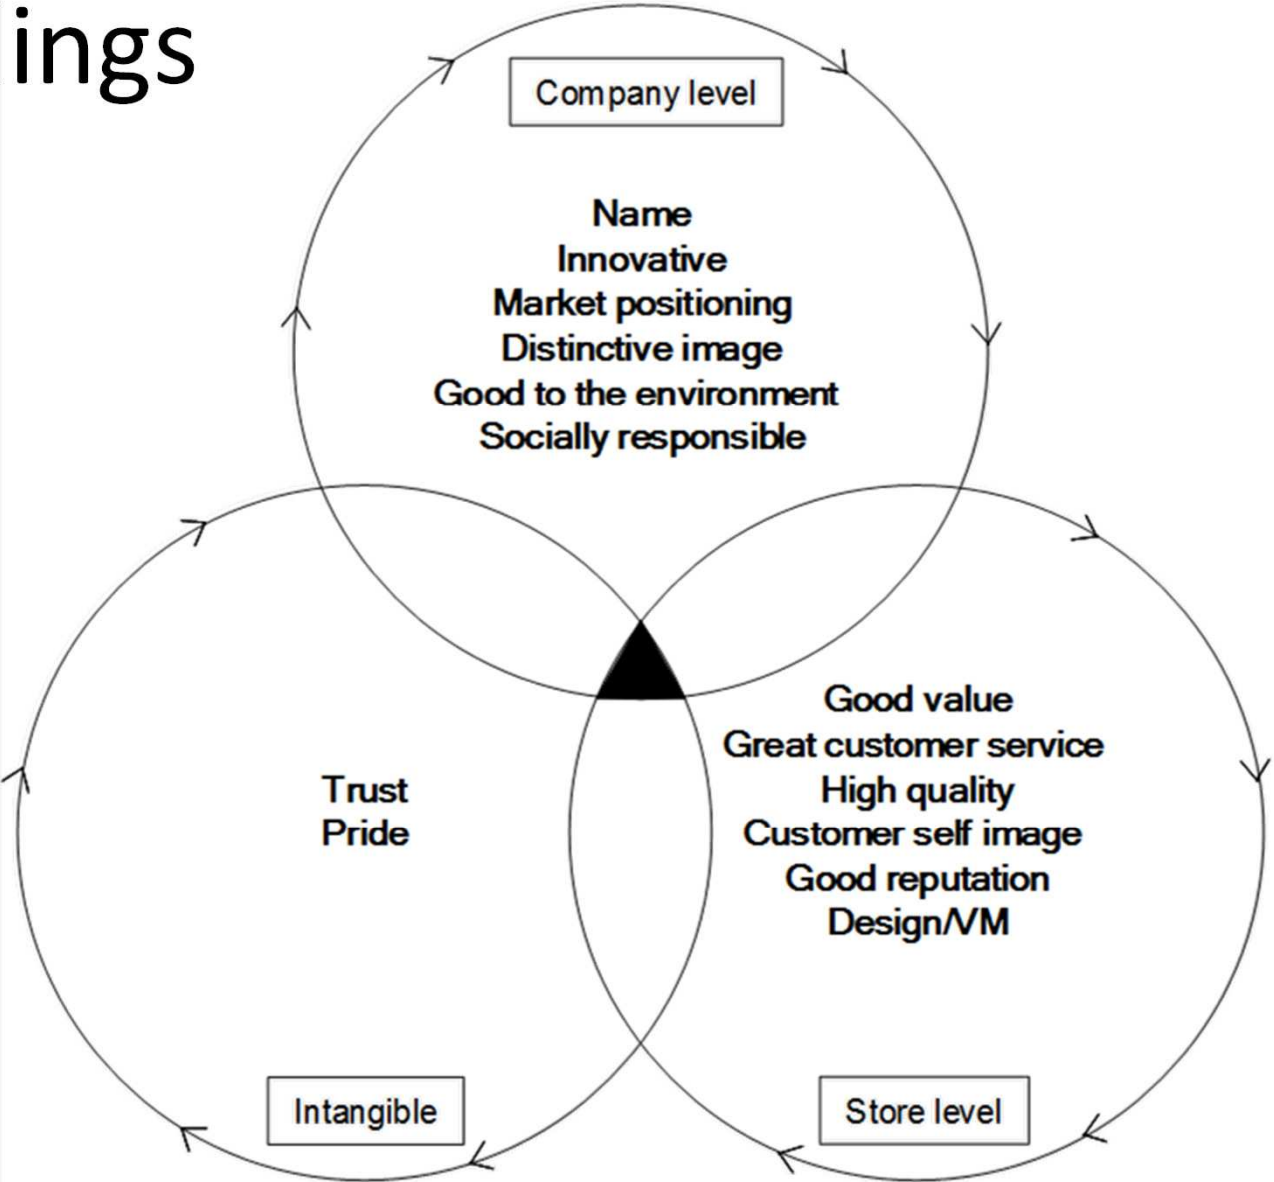 ings
Company level
Name
Innovative
Market positioning
Distinctive image
Good to the environment
Socially responsible
Trust
Pride
Good value
Great customer service
High quality
Customer self image
Good reputation
Design/VM
Intangible
Store level